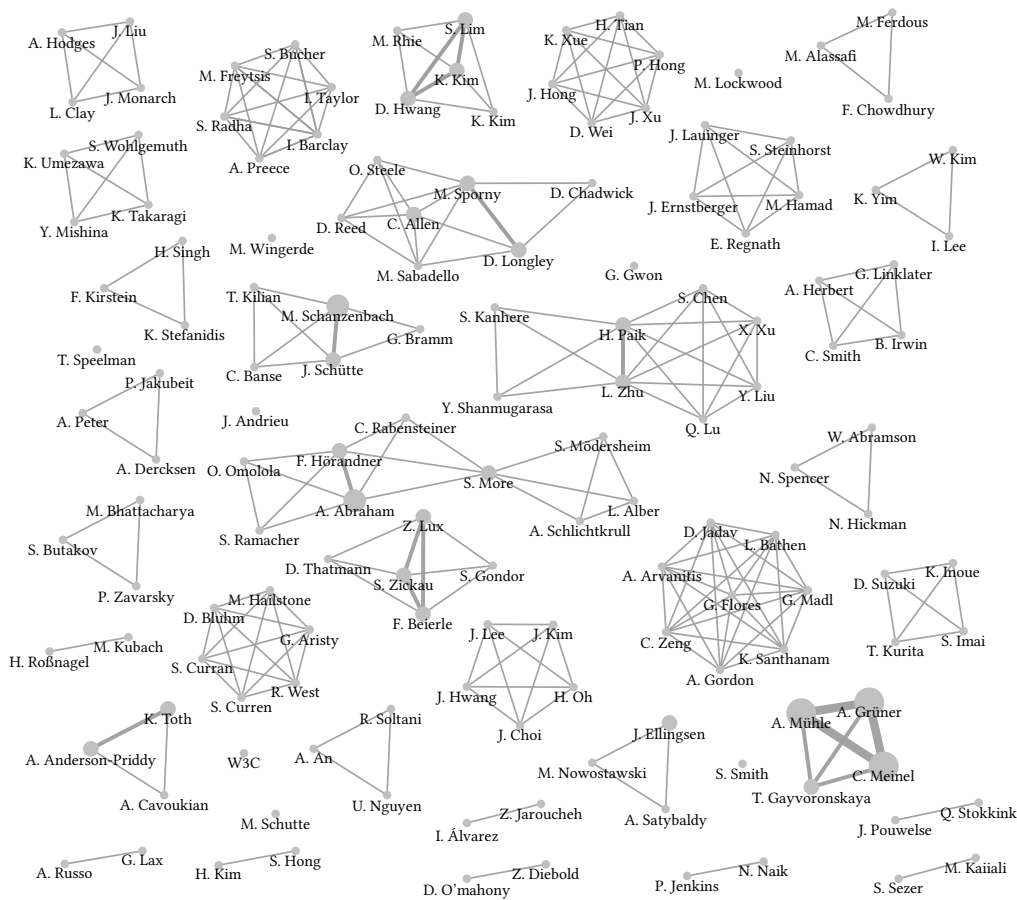 J. Liu
A. Hodges
J. Monarch
L. Clay
S. Bucher
M. Freytsis
I. Taylor
S. Radha
I. Barclay
A. Preece
S. Lim
M. Rhie
K. Kim
D. Hwang
K. Kim
H. Tian
K. Xue
P. Hong
J. Hong
J. Xu
D. Wei
M. Lockwood
M. Ferdous
M. Alassafi
F. Chowdhury
S. Wohlgemuth
K. Umezawa
K. Takaragi
Y. Mishina
O. Steele
M. Sporny
D. Chadwick
D. Reed
C. Allen
D. Longley
M. Sabadello
J. Lauinger
S. Steinhorst
J. Ernstberger
M. Hamad
E. Regnath
W. Kim
K. Yim
I. Lee
M. Wingerde
G. Gwon
H. Singh
F. Kirstein
K. Stefanidis
T. Kilian
M. Schanzenbach
G. Bramm
C. Banse
J. Schütte
S. Kanhere
H. Paik
S. Chen
X. Xu
L. Zhu
Y. Liu
Y. Shanmugarasa
Q. Lu
G. Linklater
A. Herbert
B. Irwin
C. Smith
T. Speelman
P. Jakubeit
A. Peter
A. Dercksen
J. Andrieu
C. Rabensteiner
F. Hörandner
O. Omolola
S. More
A. Abraham
S. Ramacher
S. Mödersheim
L. Alber
A. Schlichtkrull
W. Abramson
N. Spencer
N. Hickman
M. Bhattacharya
S. Butakov
P. Zavarsky
Z. Lux
D. Thatmann
S. Zickau
S. Gondor
F. Beierle
D. Jadav
L. Bathen
A. Arvanitis
G. Flores
G. Madl
C. Zeng
K. Santhanam
A. Gordon
K. Inoue
D. Suzuki
S. Imai
T. Kurita
M. Hailstone
D. Bluhm
G. Aristy
S. Curran
R. West
S. Curren
M. Kubach
H. Roßnagel
J. Lee
J. Kim
J. Hwang
H. Oh
J. Choi
K. Toth
A. Anderson-Priddy
A. Cavoukian
W3C
R. Soltani
A. An
U. Nguyen
J. Ellingsen
M. Nowostawski
A. Satybaldy
S. Smith
A. Grüner
A. Mühle
C. Meinel
T. Gayvoronskaya
M. Schutte
Z. Jaroucheh
I. Álvarez
Q. Stokkink
J. Pouwelse
G. Lax
A. Russo
S. Hong
H. Kim
Z. Diebold
D. O’mahony
N. Naik
P. Jenkins
M. Kaiiali
S. Sezer